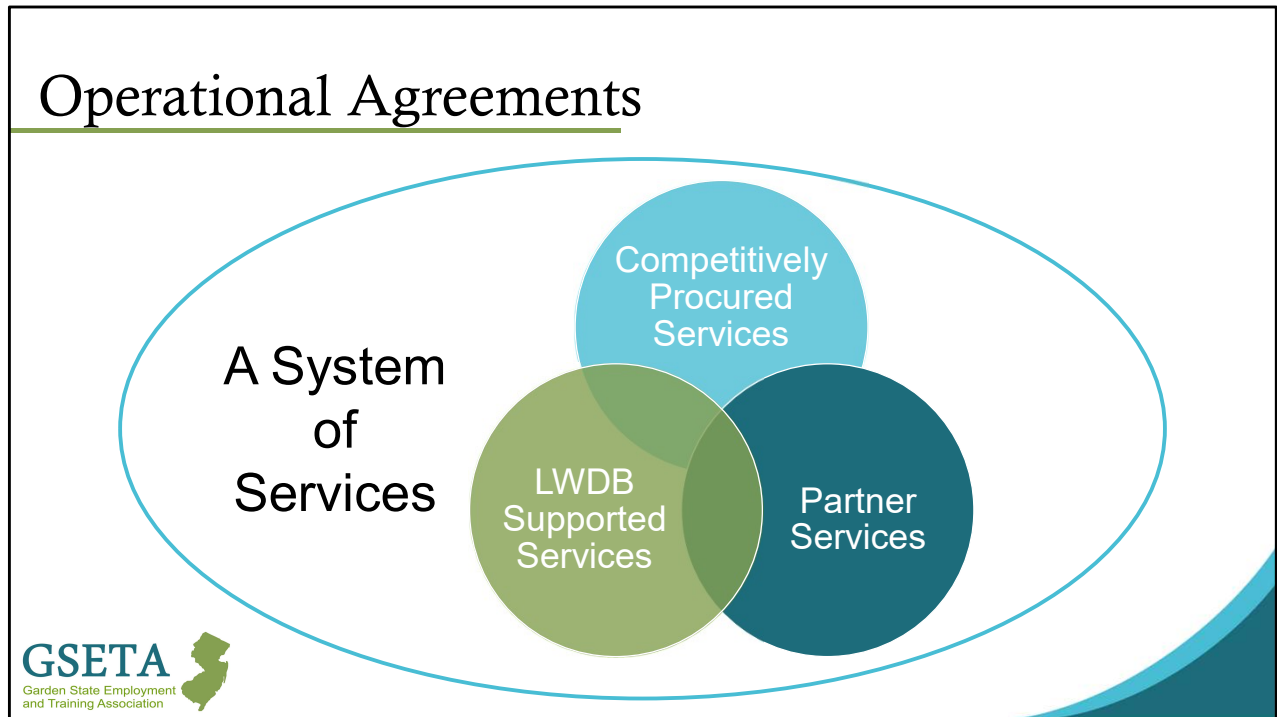 Operational Agreements
A System
of
Services
Competitively
Procured
Services
LWDB
Supported
Services
Partner
Services
GSETA
Garden State Employment
and Training Association